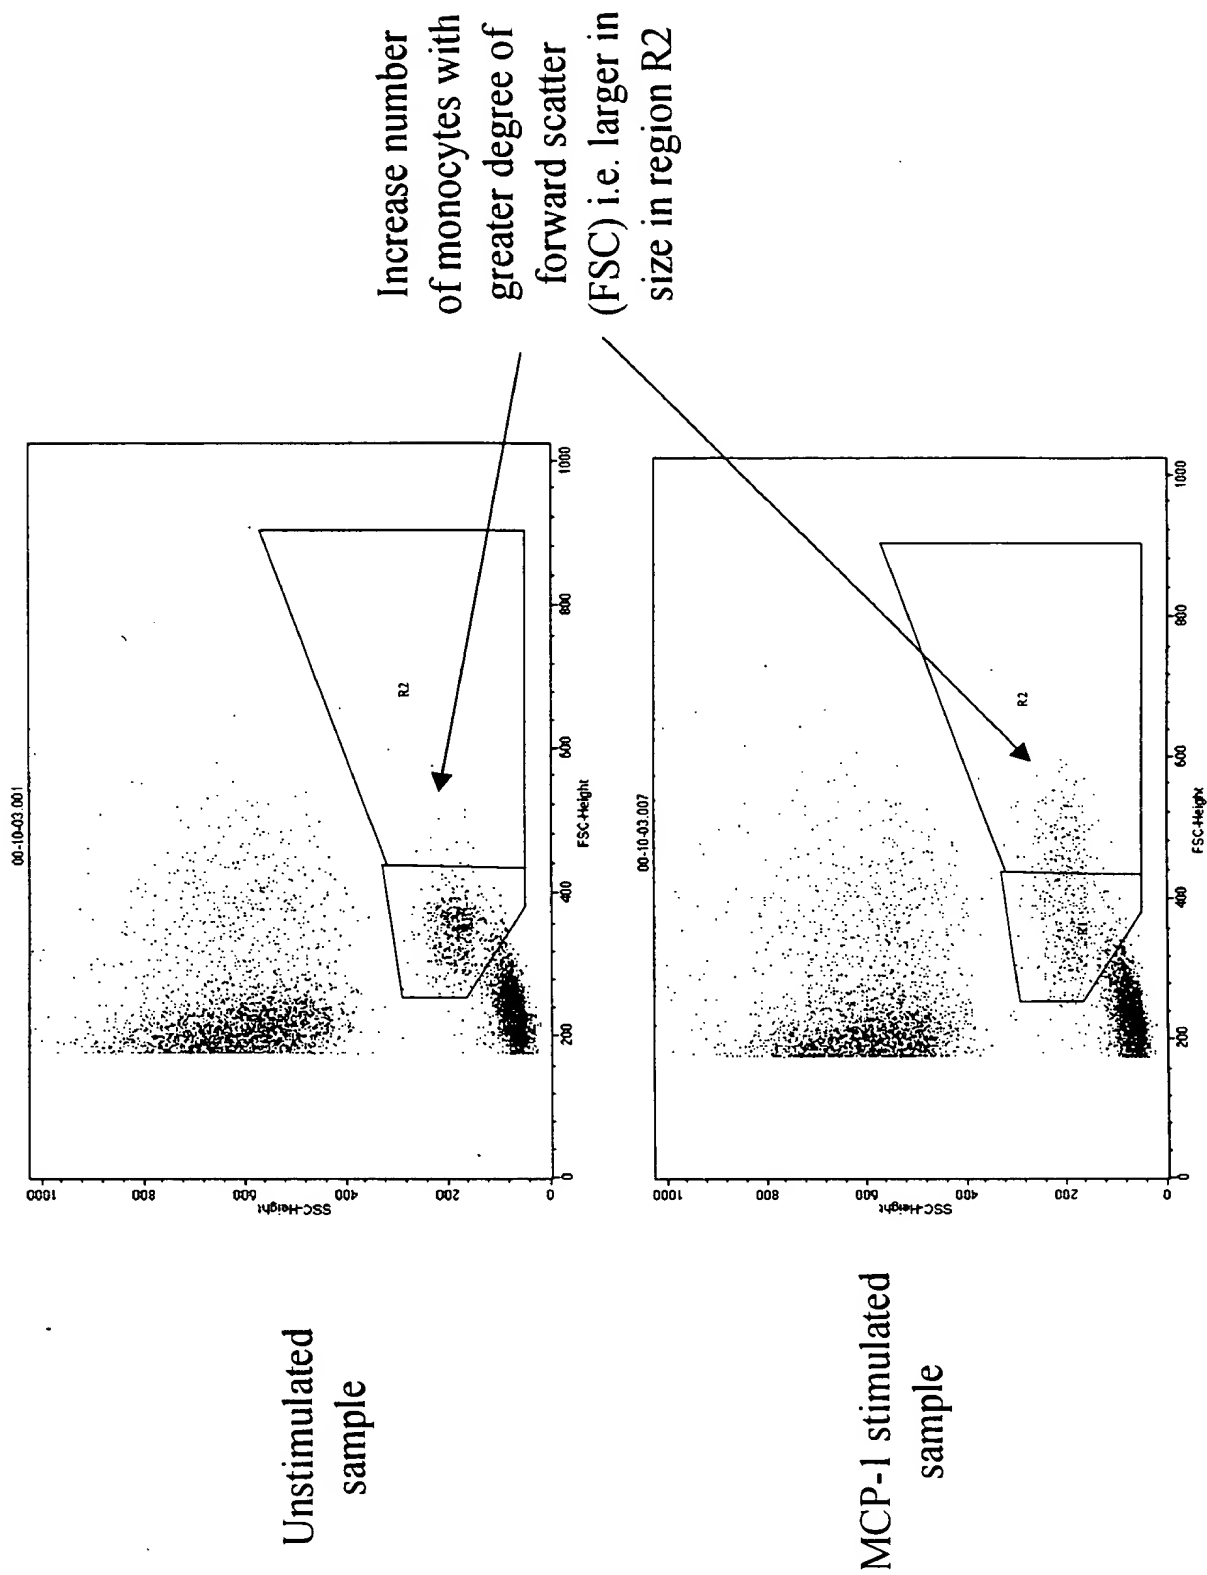 Unstimulated
sample
00-10-03.001
SSC-Height
1000
800
600
400
200
0
R2
0 200 400 600 800 1000
FSC-Height
Increase number
of monocytes with
greater degree of
forward scatter
(FSC) i.e. larger in
size in region R2
MCP-1 stimulated
sample
00-10-03.007
SSC-Height
1000
800
600
400
200
0
R1
R2
0 200 400 600 800 1000
FSC-Height